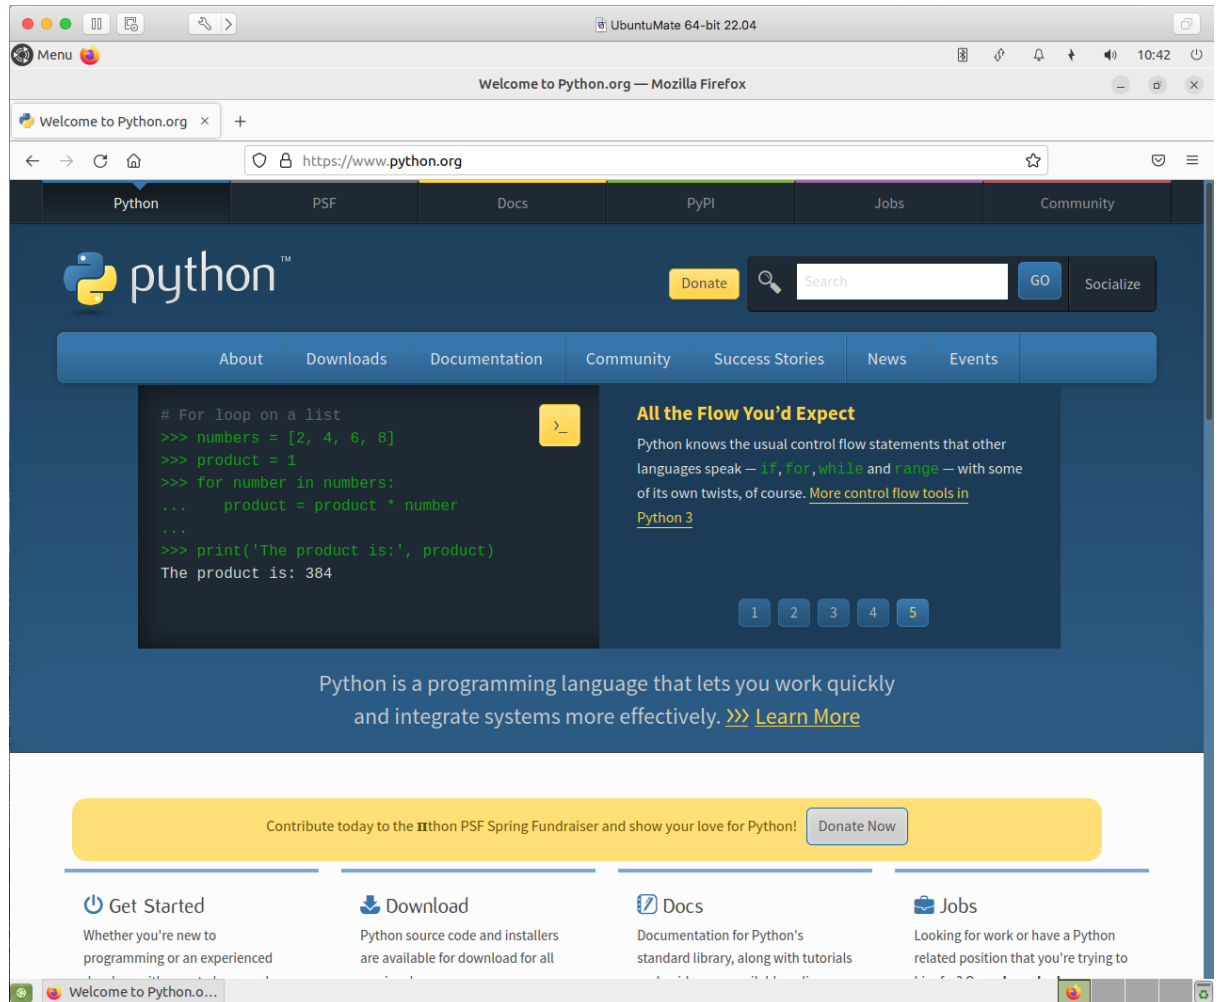 UbuntuMate 64-bit 22.04
Menu
10:42
Welcome to Python.org — Mozilla Firefox
Welcome to Python.org
https://www.python.org
Python PSF Docs PyPI Jobs Community
python™
Donate Search GO Socialize
About Downloads Documentation Community Success Stories News Events
# For loop on a list
>>> numbers = [2, 4, 6, 8]
>>> product = 1
>>> for number in numbers:
...    product = product * number
...
>>> print('The product is:', product)
The product is: 384
>_
All the Flow You’d Expect
Python knows the usual control flow statements that other
languages speak — if, for, while and range — with some
of its own twists, of course. More control flow tools in
Python 3
1 2 3 4 5
Python is a programming language that lets you work quickly
and integrate systems more effectively. >>> Learn More
Contribute today to the πthon PSF Spring Fundraiser and show your love for Python! Donate Now
Get Started
Whether you're new to
programming or an experienced
Download
Python source code and installers
are available for download for all
Docs
Documentation for Python's
standard library, along with tutorials
Jobs
Looking for work or have a Python
related position that you're trying to
Welcome to Python.o...